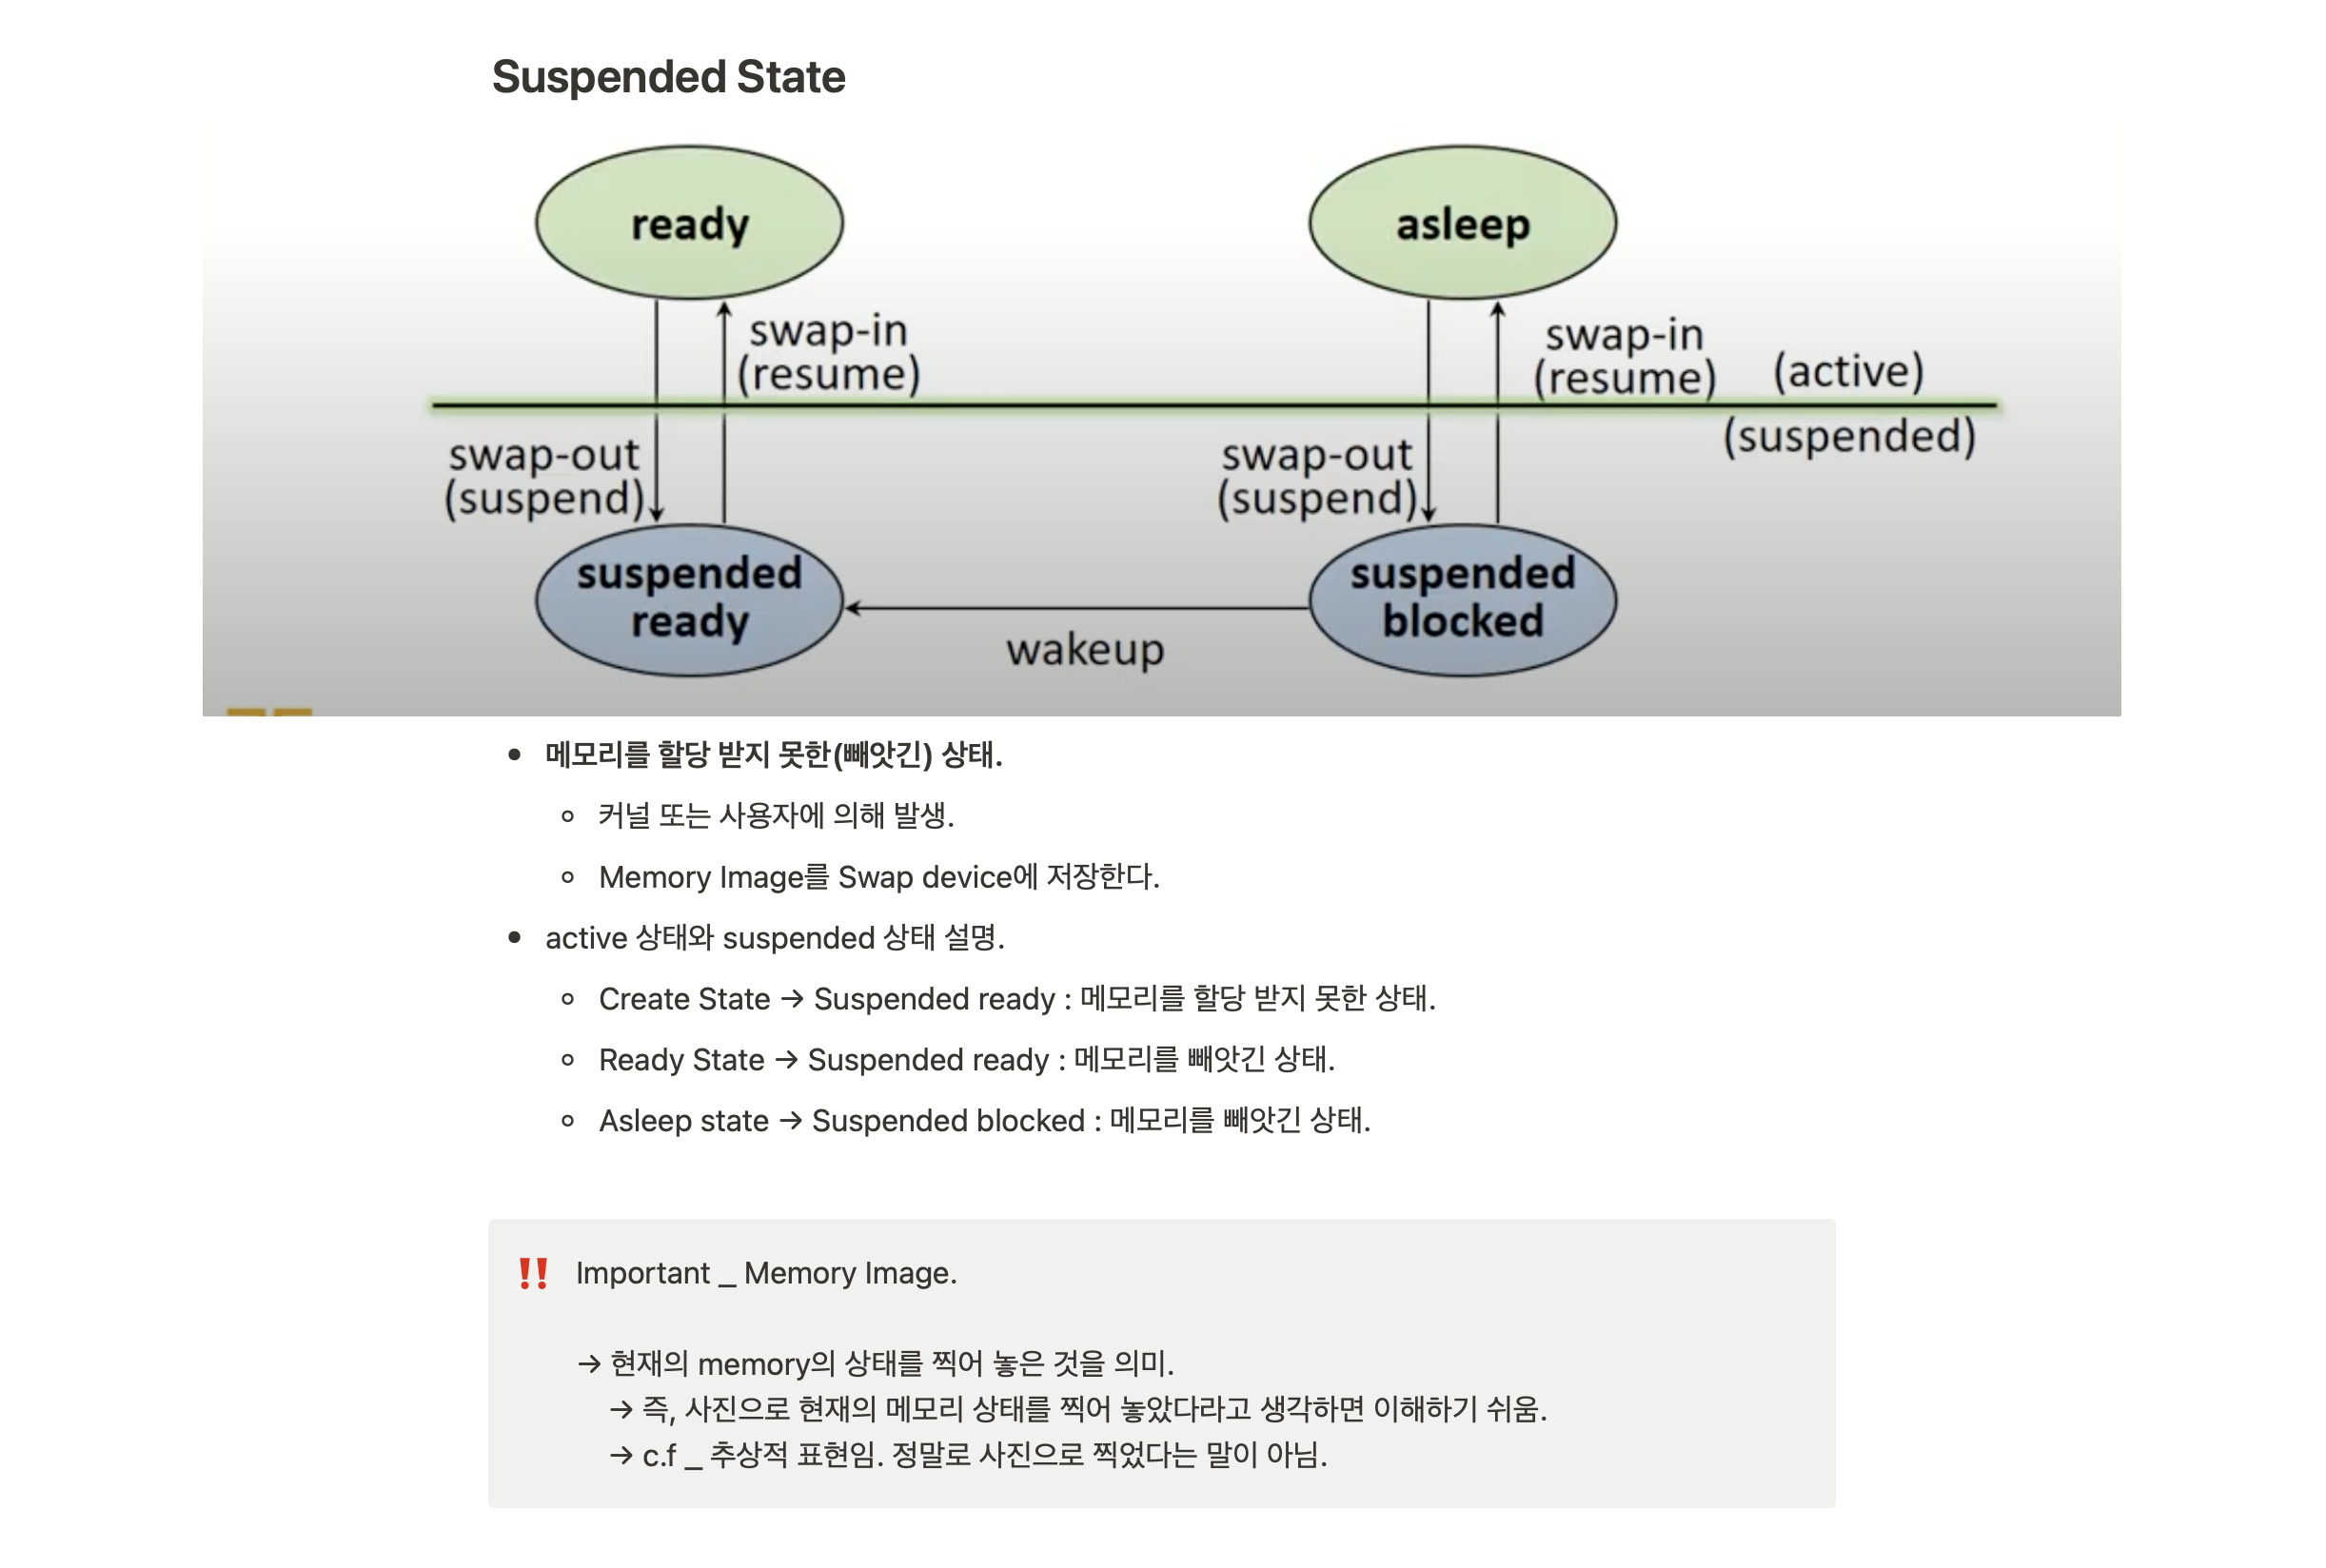 Suspended State
ready
asleep
swap-in
(resume)
swap-in
(resume)
(active)
(suspended)
swap-out
(suspend)
swap-out
(suspend)
suspended
ready
suspended
blocked
wakeup
• 메모리를 할당 받지 못한(빼앗긴) 상태.
◦ 커널 또는 사용자에 의해 발생.
◦ Memory Image를 Swap device에 저장한다.
• active 상태와 suspended 상태 설명.
◦ Create State → Suspended ready : 메모리를 할당 받지 못한 상태.
◦ Ready State → Suspended ready : 메모리를 빼앗긴 상태.
◦ Asleep state → Suspended blocked : 메모리를 빼앗긴 상태.
‼️ Important _ Memory Image.
→ 현재의 memory의 상태를 찍어 놓은 것을 의미.
→ 즉, 사진으로 현재의 메모리 상태를 찍어 놓았다라고 생각하면 이해하기 쉬움.
→ c.f _ 추상적 표현임. 정말로 사진으로 찍었다는 말이 아님.